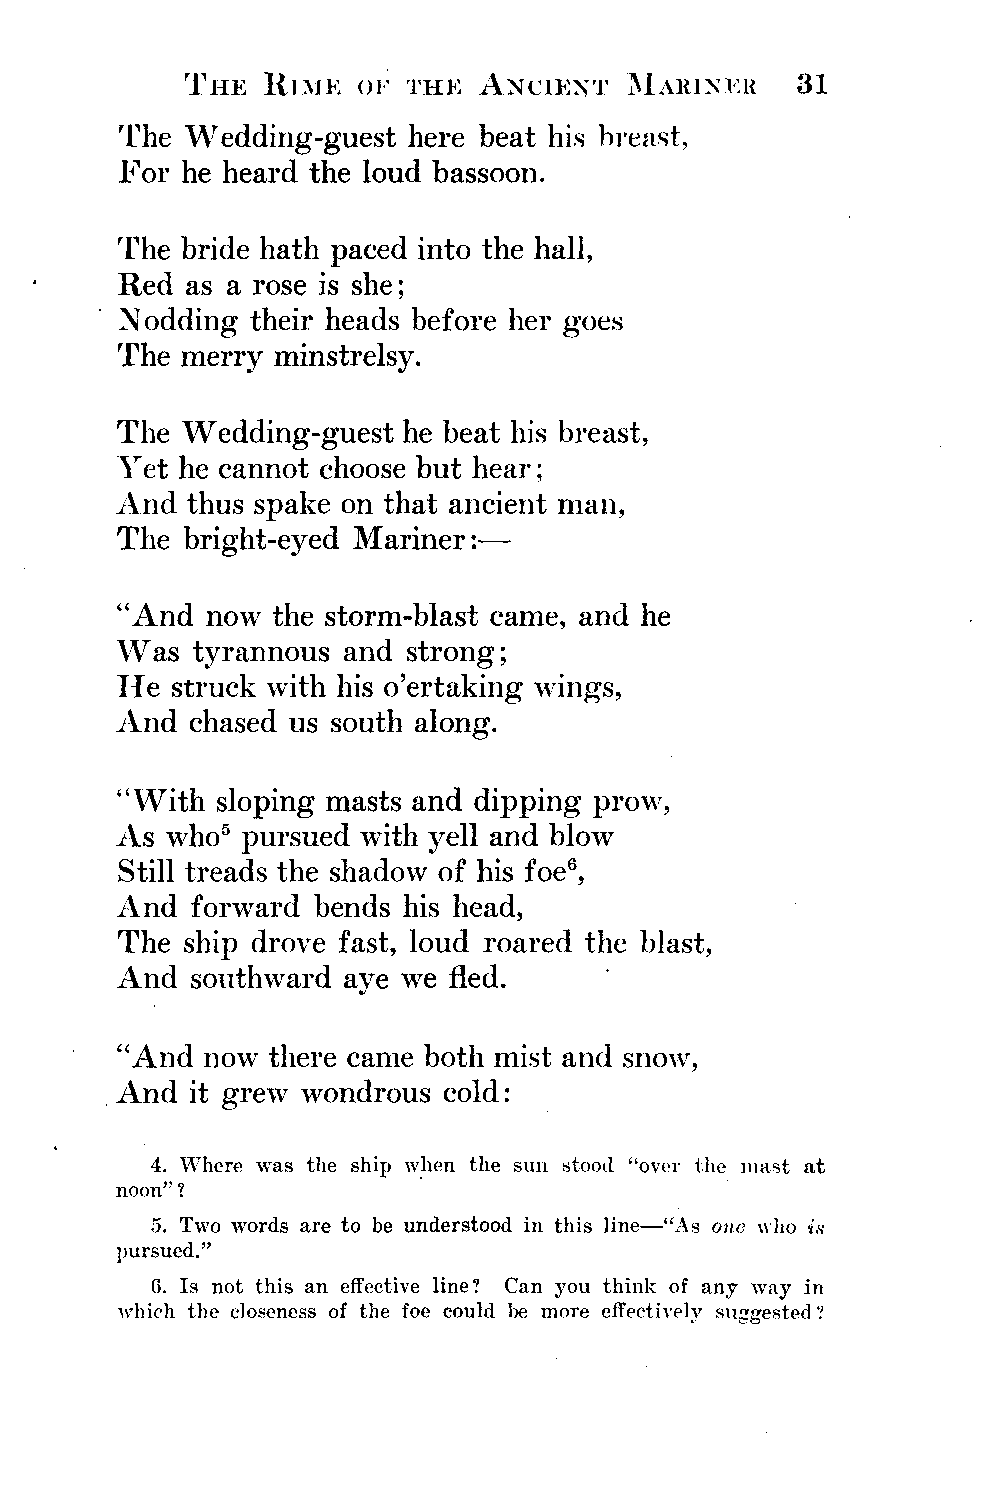 THE RIME OF THE ANCIENT MARINER 31
The Wedding-guest here beat his breast,
For he heard the loud bassoon.
The bride hath paced into the hall,
Red as a rose is she;
Nodding their heads before her goes
The merry minstrelsy.
The Wedding-guest he beat his breast,
Yet he cannot choose but hear;
And thus spake on that ancient man,
The bright-eyed Mariner:—
“And now the storm-blast came, and he
Was tyrannous and strong;
He struck with his o’ertaking wings,
And chased us south along.
“With sloping masts and dipping prow,
As who⁵ pursued with yell and blow
Still treads the shadow of his foe⁶,
And forward bends his head,
The ship drove fast, loud roared the blast,
And southward aye we fled.
“And now there came both mist and snow,
And it grew wondrous cold:
4. Where was the ship when the sun stood “over the mast at
noon”?
5. Two words are to be understood in this line—“As one who is
pursued.”
6. Is not this an effective line? Can you think of any way in
which the closeness of the foe could be more effectively suggested?